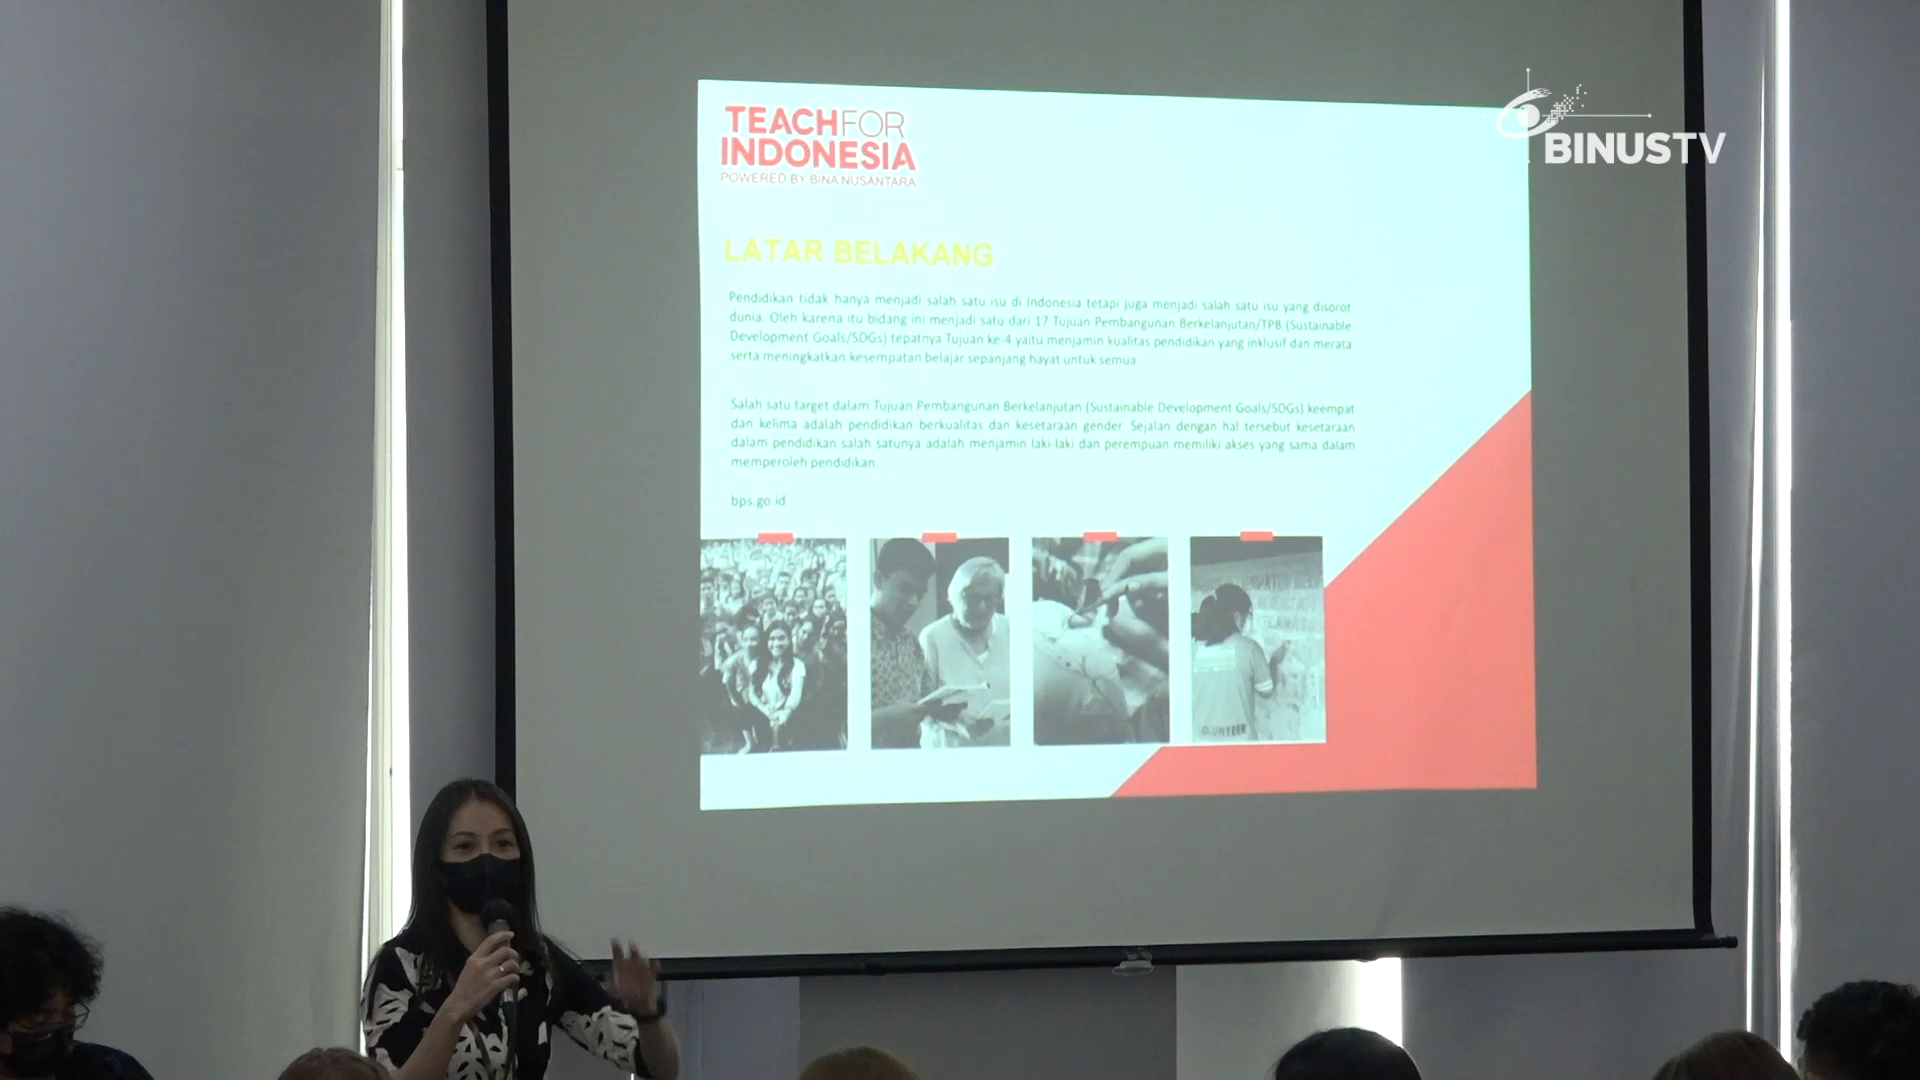 TEACHFOR
INDONESIA
POWERED BY BINA NUSANTARA
BINUSTV
LATAR BELAKANG
Pendidikan tidak hanya menjadi salah satu isu di Indonesia tetapi juga menjadi salah satu isu yang disorot
dunia. Oleh karena itu bidang ini menjadi satu dari 17 Tujuan Pembangunan Berkelanjutan/TPB (Sustainable
Development Goals/SDGs) tepatnya Tujuan ke-4 yaitu menjamin kualitas pendidikan yang inklusif dan merata
serta meningkatkan kesempatan belajar sepanjang hayat untuk semua.
Salah satu target dalam Tujuan Pembangunan Berkelanjutan (Sustainable Development Goals/SDGs) keempat
dan kelima adalah pendidikan berkualitas dan kesetaraan gender. Sejalan dengan hal tersebut kesetaraan
dalam pendidikan salah satunya adalah menjamin laki-laki dan perempuan memiliki akses yang sama dalam
memperoleh pendidikan.
bps.go.id
OLUNTEER